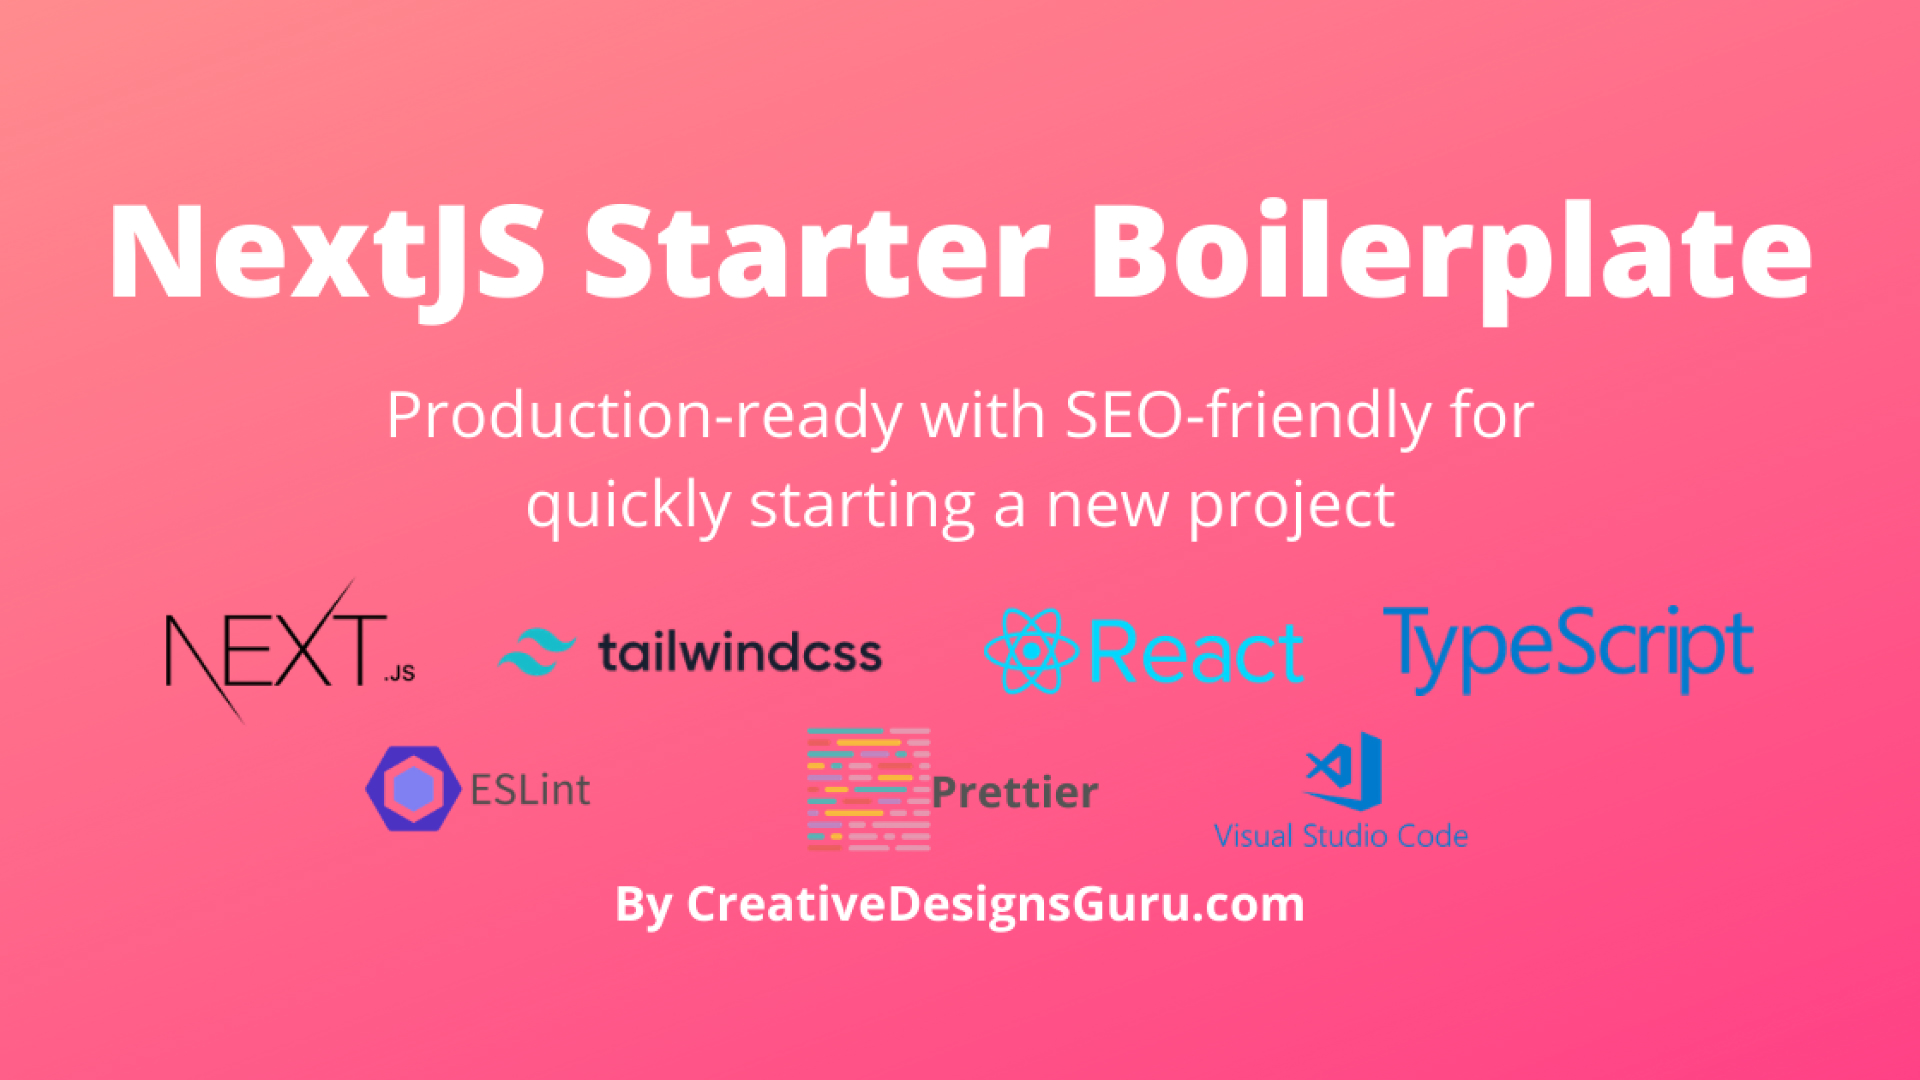 NextJS Starter Boilerplate
Production-ready with SEO-friendly for
quickly starting a new project
NEXT.JS
tailwindcss
React
TypeScript
ESLint
Prettier
Visual Studio Code
By CreativeDesignsGuru.com